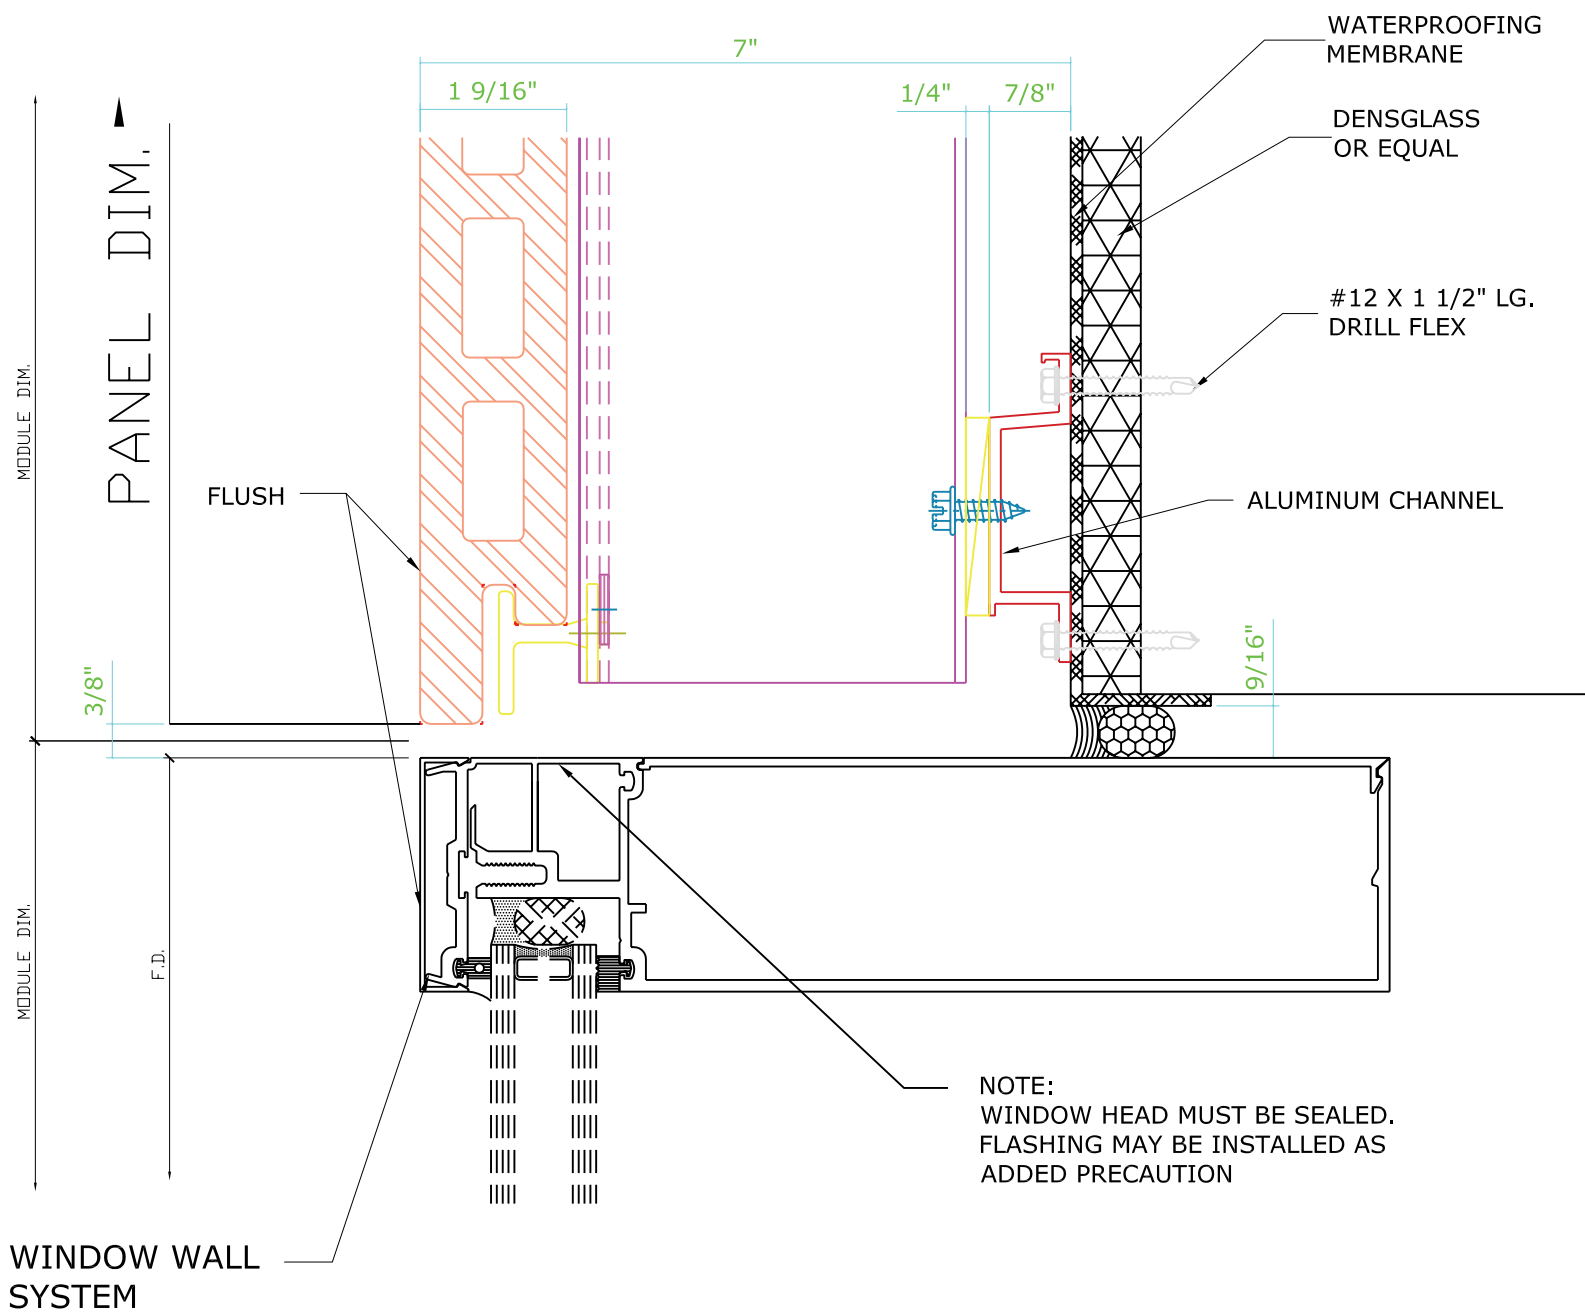 WATERPROOFING
MEMBRANE
7"
1 9/16"
1/4"
7/8"
DENSGLASS
OR EQUAL
PANEL DIM.
#12 X 1 1/2" LG.
DRILL FLEX
MODULE DIM.
FLUSH
ALUMINUM CHANNEL
3/8"
9/16"
MODULE DIM.
F.D.
NOTE:
WINDOW HEAD MUST BE SEALED.
FLASHING MAY BE INSTALLED AS
ADDED PRECAUTION
WINDOW WALL
SYSTEM